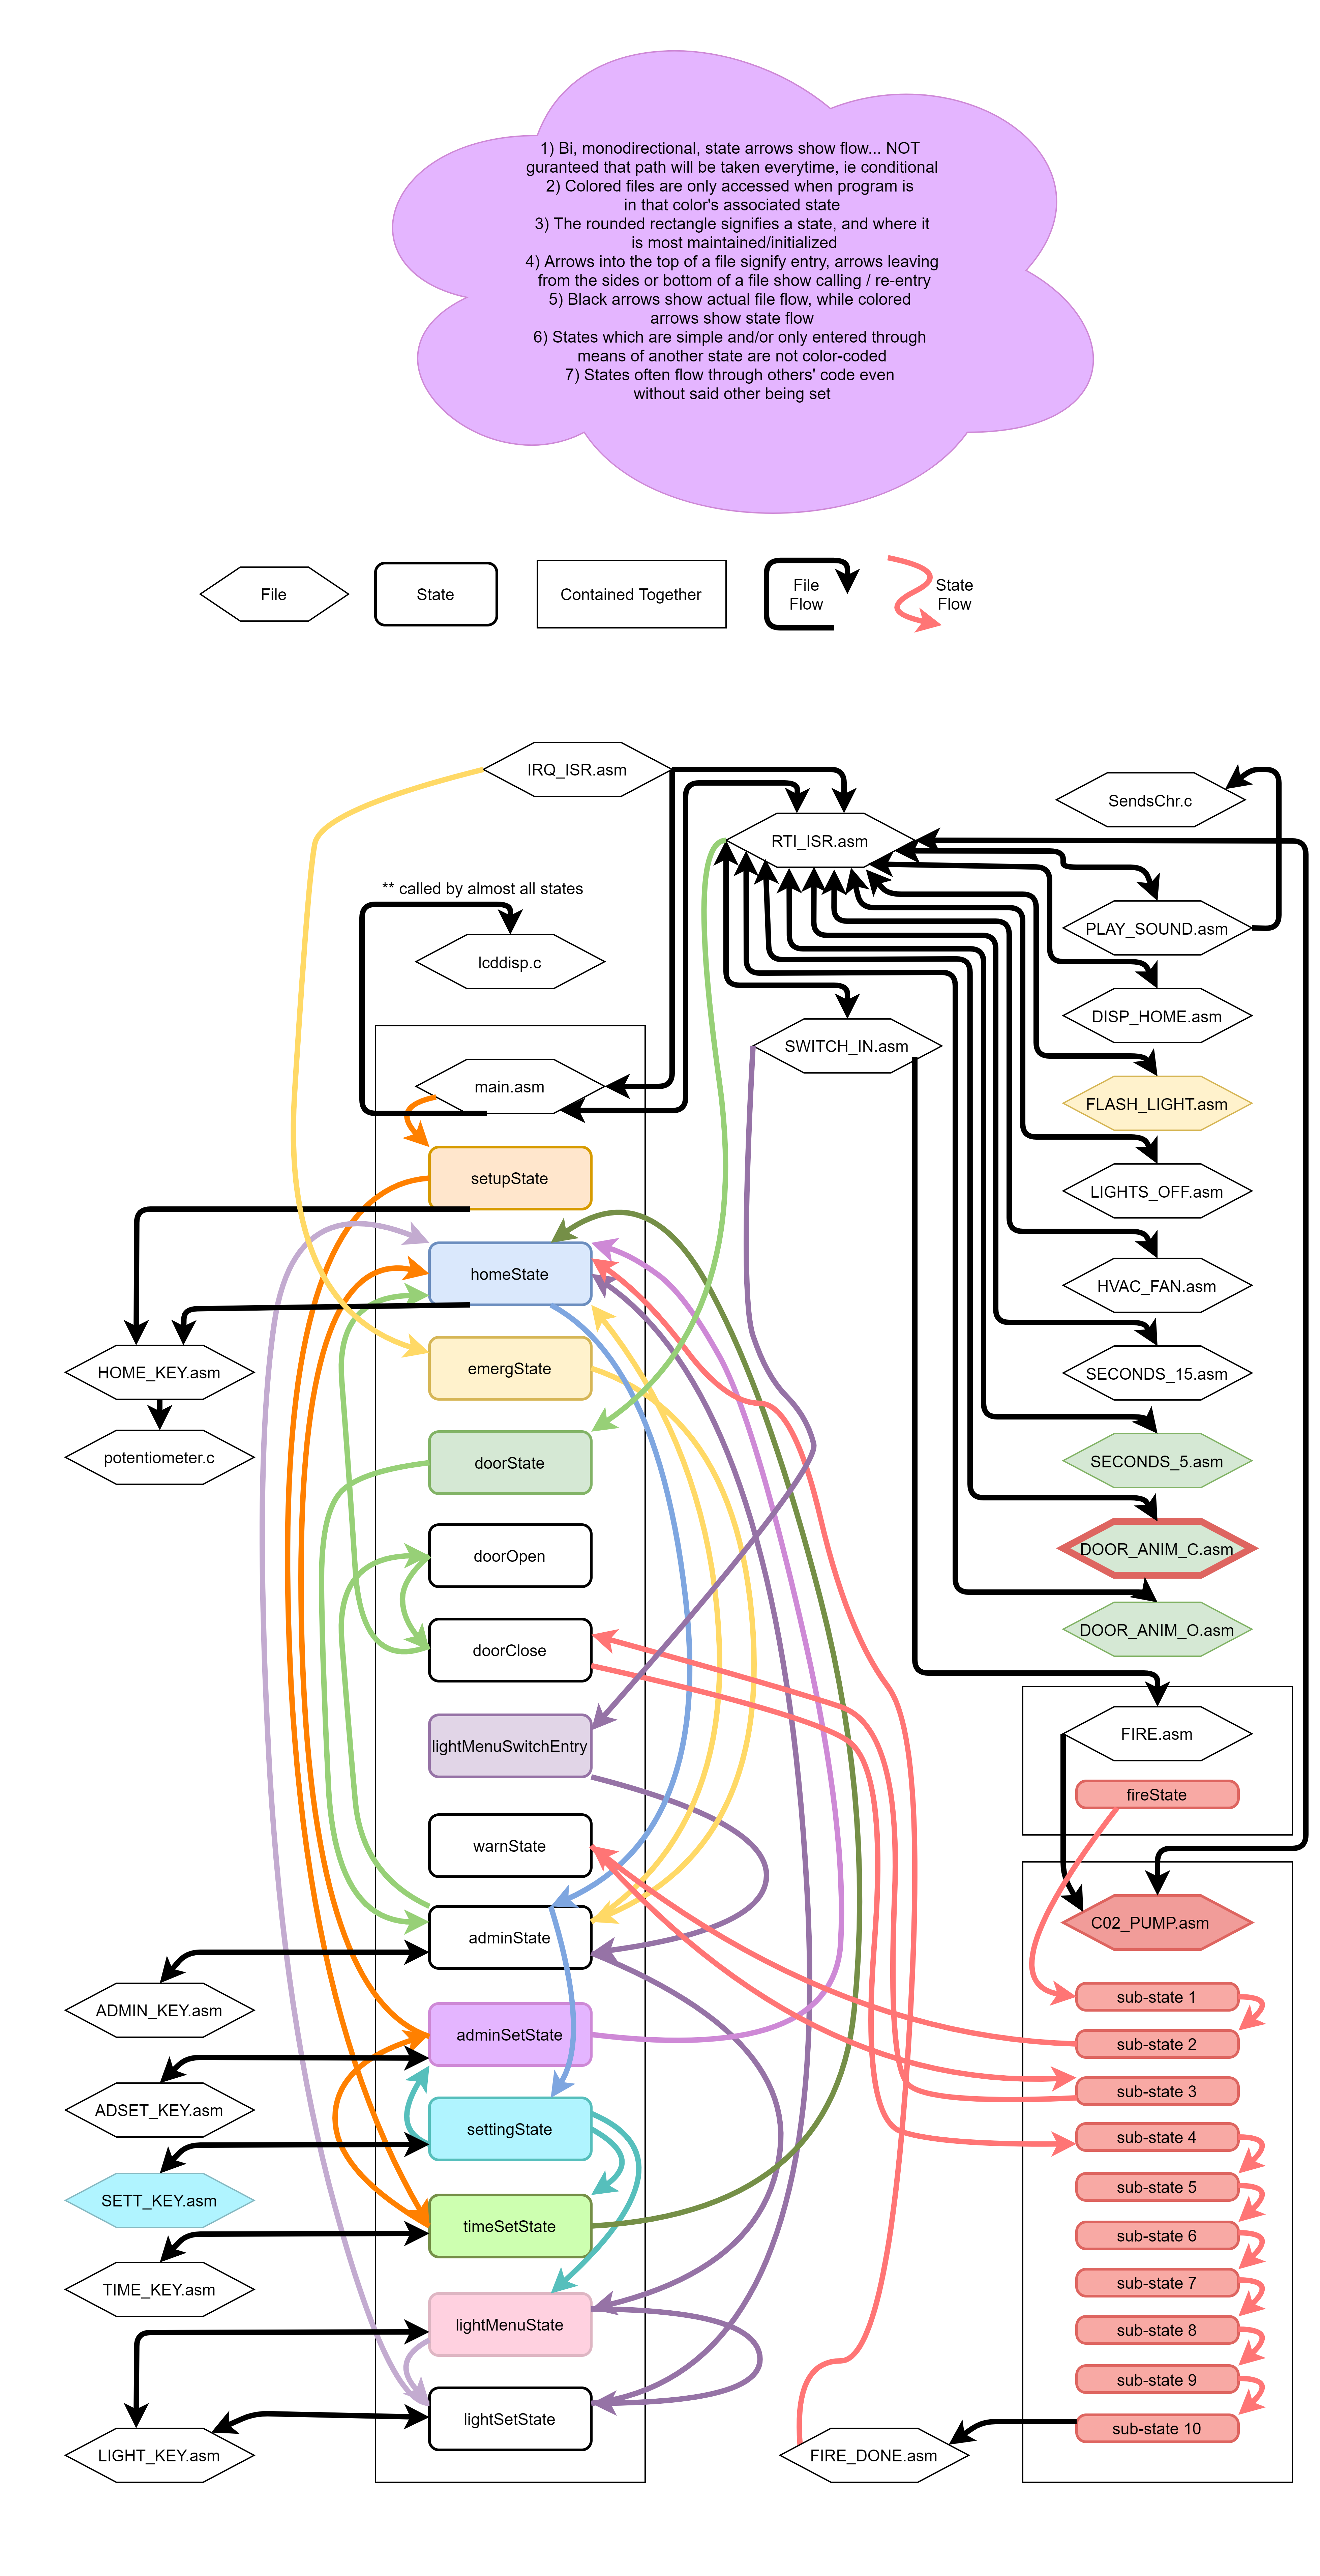 1) Bi, monodirectional, state arrows show flow... NOT
guranteed that path will be taken everytime, ie conditional
2) Colored files are only accessed when program is
in that color's associated state
3) The rounded rectangle signifies a state, and where it
is most maintained/initialized
4) Arrows into the top of a file signify entry, arrows leaving
from the sides or bottom of a file show calling / re-entry
5) Black arrows show actual file flow, while colored
arrows show state flow
6) States which are simple and/or only entered through
means of another state are not color-coded
7) States often flow through others' code even
without said other being set
File
State
Contained Together
File
Flow
State
Flow
IRQ_ISR.asm
RTI_ISR.asm
SendsChr.c
** called by almost all states
lcddisp.c
PLAY_SOUND.asm
DISP_HOME.asm
SWITCH_IN.asm
main.asm
FLASH_LIGHT.asm
setupState
LIGHTS_OFF.asm
homeState
HVAC_FAN.asm
emergState
HOME_KEY.asm
SECONDS_15.asm
potentiometer.c
doorState
SECONDS_5.asm
doorOpen
DOOR_ANIM_C.asm
doorClose
DOOR_ANIM_O.asm
lightMenuSwitchEntry
FIRE.asm
fireState
warnState
adminState
C02_PUMP.asm
ADMIN_KEY.asm
sub-state 1
adminSetState
sub-state 2
ADSET_KEY.asm
sub-state 3
settingState
sub-state 4
SETT_KEY.asm
sub-state 5
timeSetState
sub-state 6
TIME_KEY.asm
sub-state 7
lightMenuState
sub-state 8
sub-state 9
lightSetState
sub-state 10
LIGHT_KEY.asm
FIRE_DONE.asm